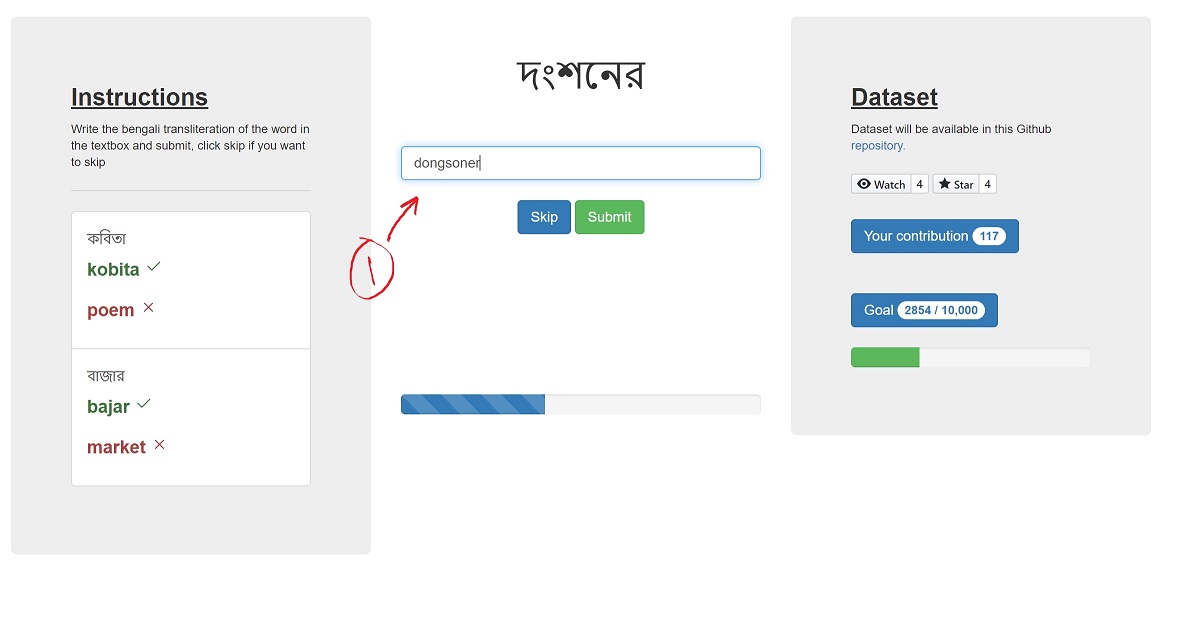 Instructions
Write the bengali transliteration of the word in
the textbox and submit, click skip if you want
to skip
কবিতা
kobita
poem
বাজার
bajar
market
দংশনের
dongsoner
Skip Submit
1
Dataset
Dataset will be available in this Github
repository.
Watch 4 Star 4
Your contribution 117
Goal 2854 / 10,000